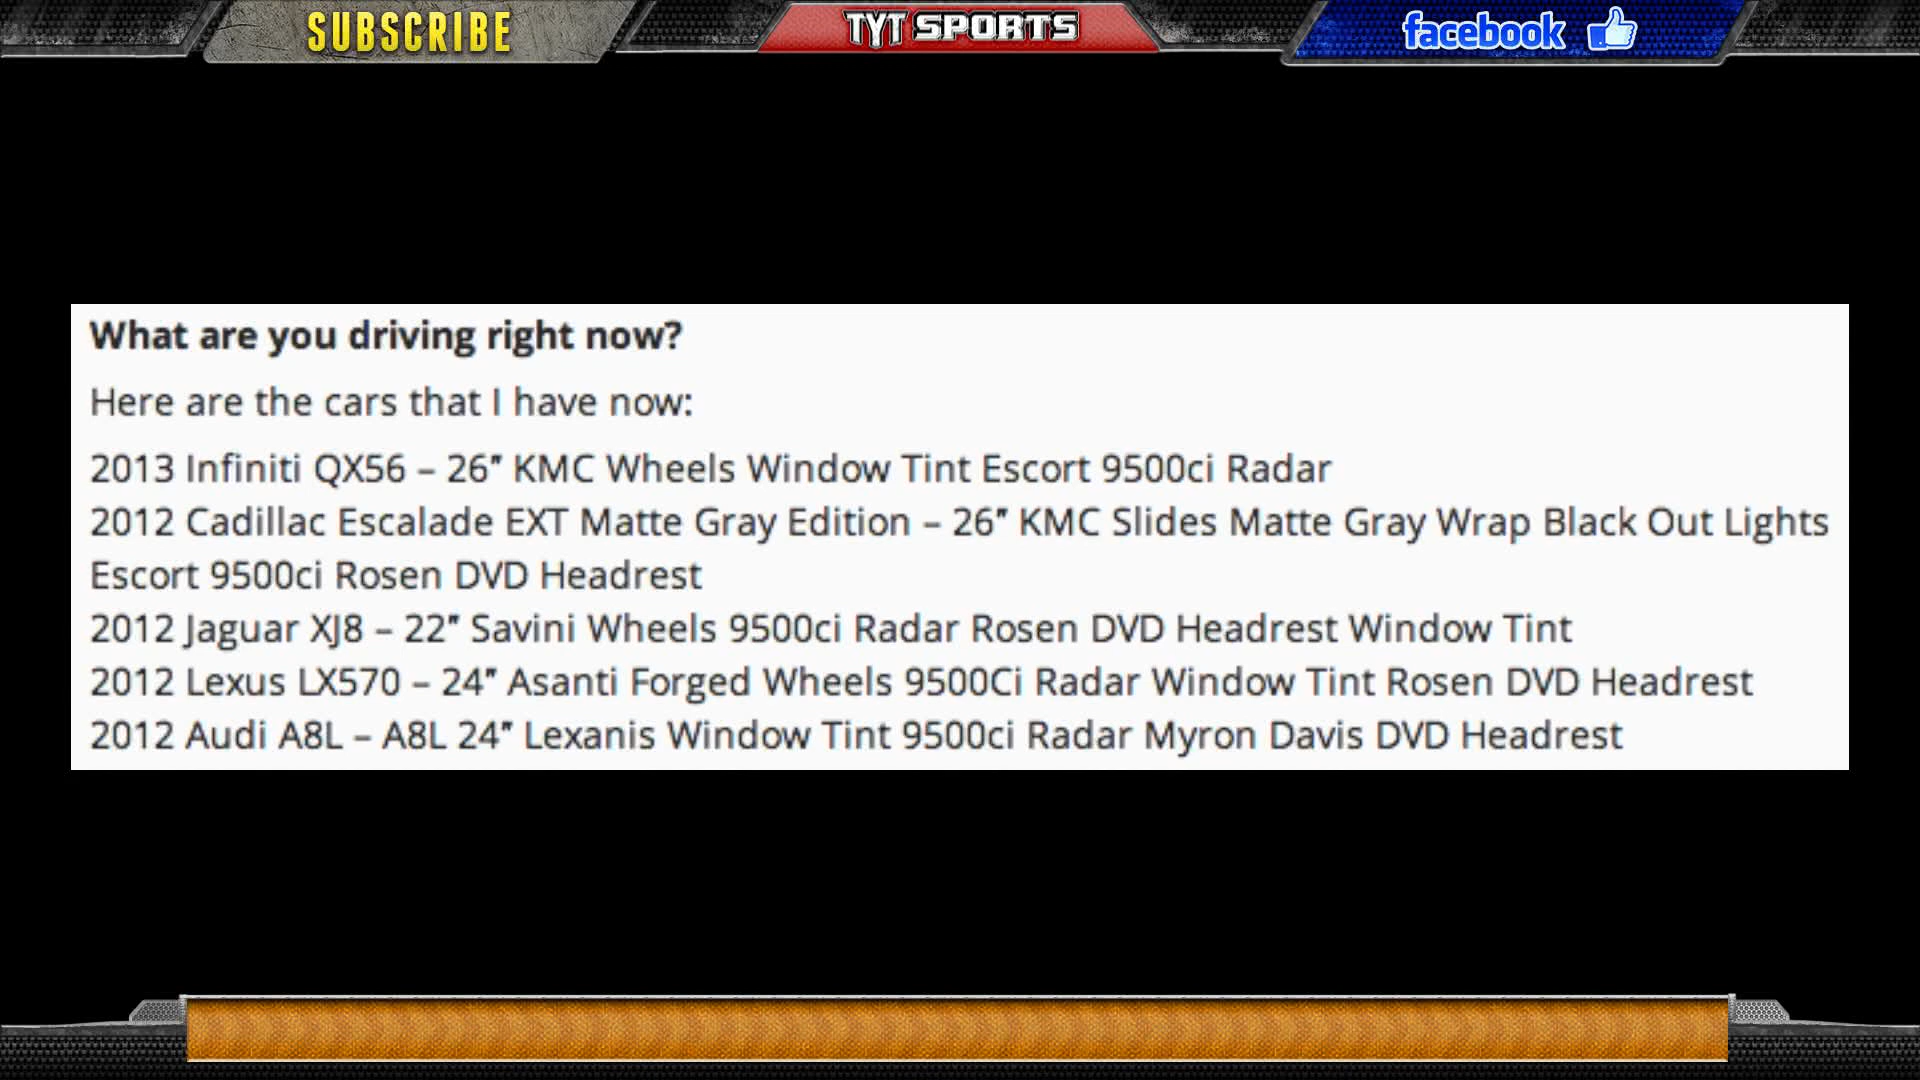 SUBSCRIBE
TYT SPORTS
facebook
What are you driving right now?
Here are the cars that I have now:
2013 Infiniti QX56 – 26″ KMC Wheels Window Tint Escort 9500ci Radar
2012 Cadillac Escalade EXT Matte Gray Edition – 26″ KMC Slides Matte Gray Wrap Black Out Lights
Escort 9500ci Rosen DVD Headrest
2012 Jaguar XJ8 – 22″ Savini Wheels 9500ci Radar Rosen DVD Headrest Window Tint
2012 Lexus LX570 – 24″ Asanti Forged Wheels 9500Ci Radar Window Tint Rosen DVD Headrest
2012 Audi A8L – A8L 24″ Lexanis Window Tint 9500ci Radar Myron Davis DVD Headrest